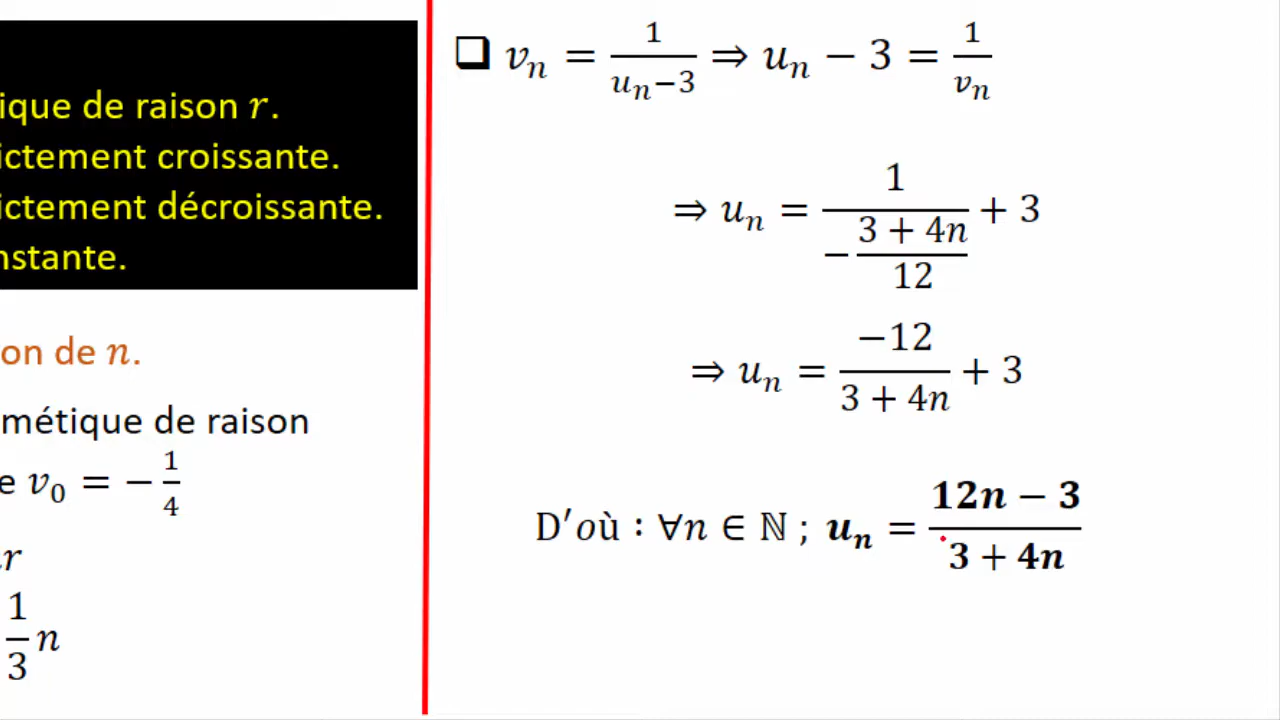 ique de raison r.
ictement croissante.
ictement décroissante.
nstante.
on de n.
métique de raison
e v₀ = −1/4
r
1/3 n
❑ vₙ = 1/(uₙ−3) ⇒ uₙ − 3 = 1/vₙ
⇒ uₙ = 1/(−(3 + 4n)/12) + 3
⇒ uₙ = −12/(3 + 4n) + 3
D′où : ∀n ∈ ℕ ; uₙ = (12n − 3)/(3 + 4n)